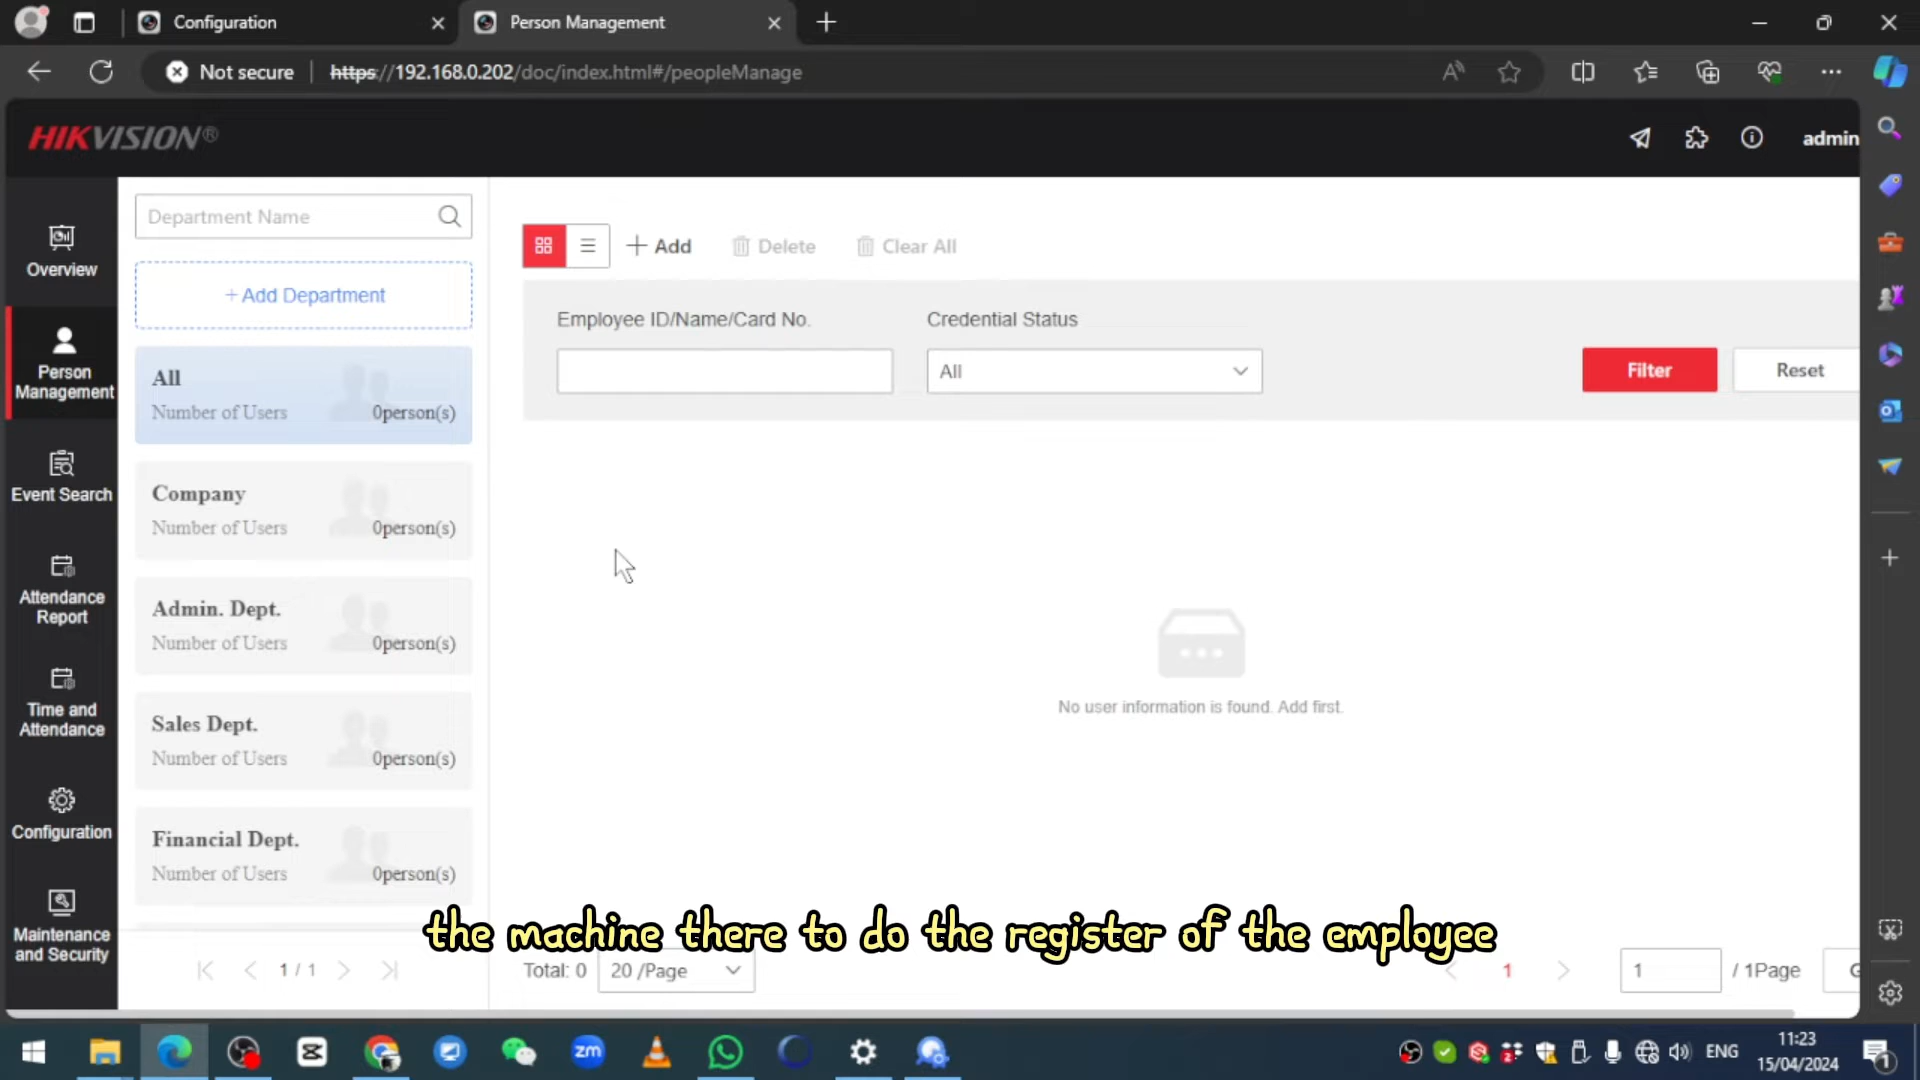 Configuration
Person Management
Not secure
https://192.168.0.202/doc/index.html#/peopleManage
HIKVISION®
admin
Overview
Person
Management
Event Search
Attendance
Report
Time and
Attendance
Configuration
Maintenance
and Security
Department Name
+ Add Department
All
Number of Users 0person(s)
Company
Number of Users 0person(s)
Admin. Dept.
Number of Users 0person(s)
Sales Dept.
Number of Users 0person(s)
Financial Dept.
Number of Users 0person(s)
1 / 1
+ Add Delete Clear All
Employee ID/Name/Card No. Credential Status
All
Filter Reset
No user information is found. Add first.
the machine there to do the register of the employee
Total: 0 20 /Page
1 1 / 1Page
zm
ENG
11:23
15/04/2024
1